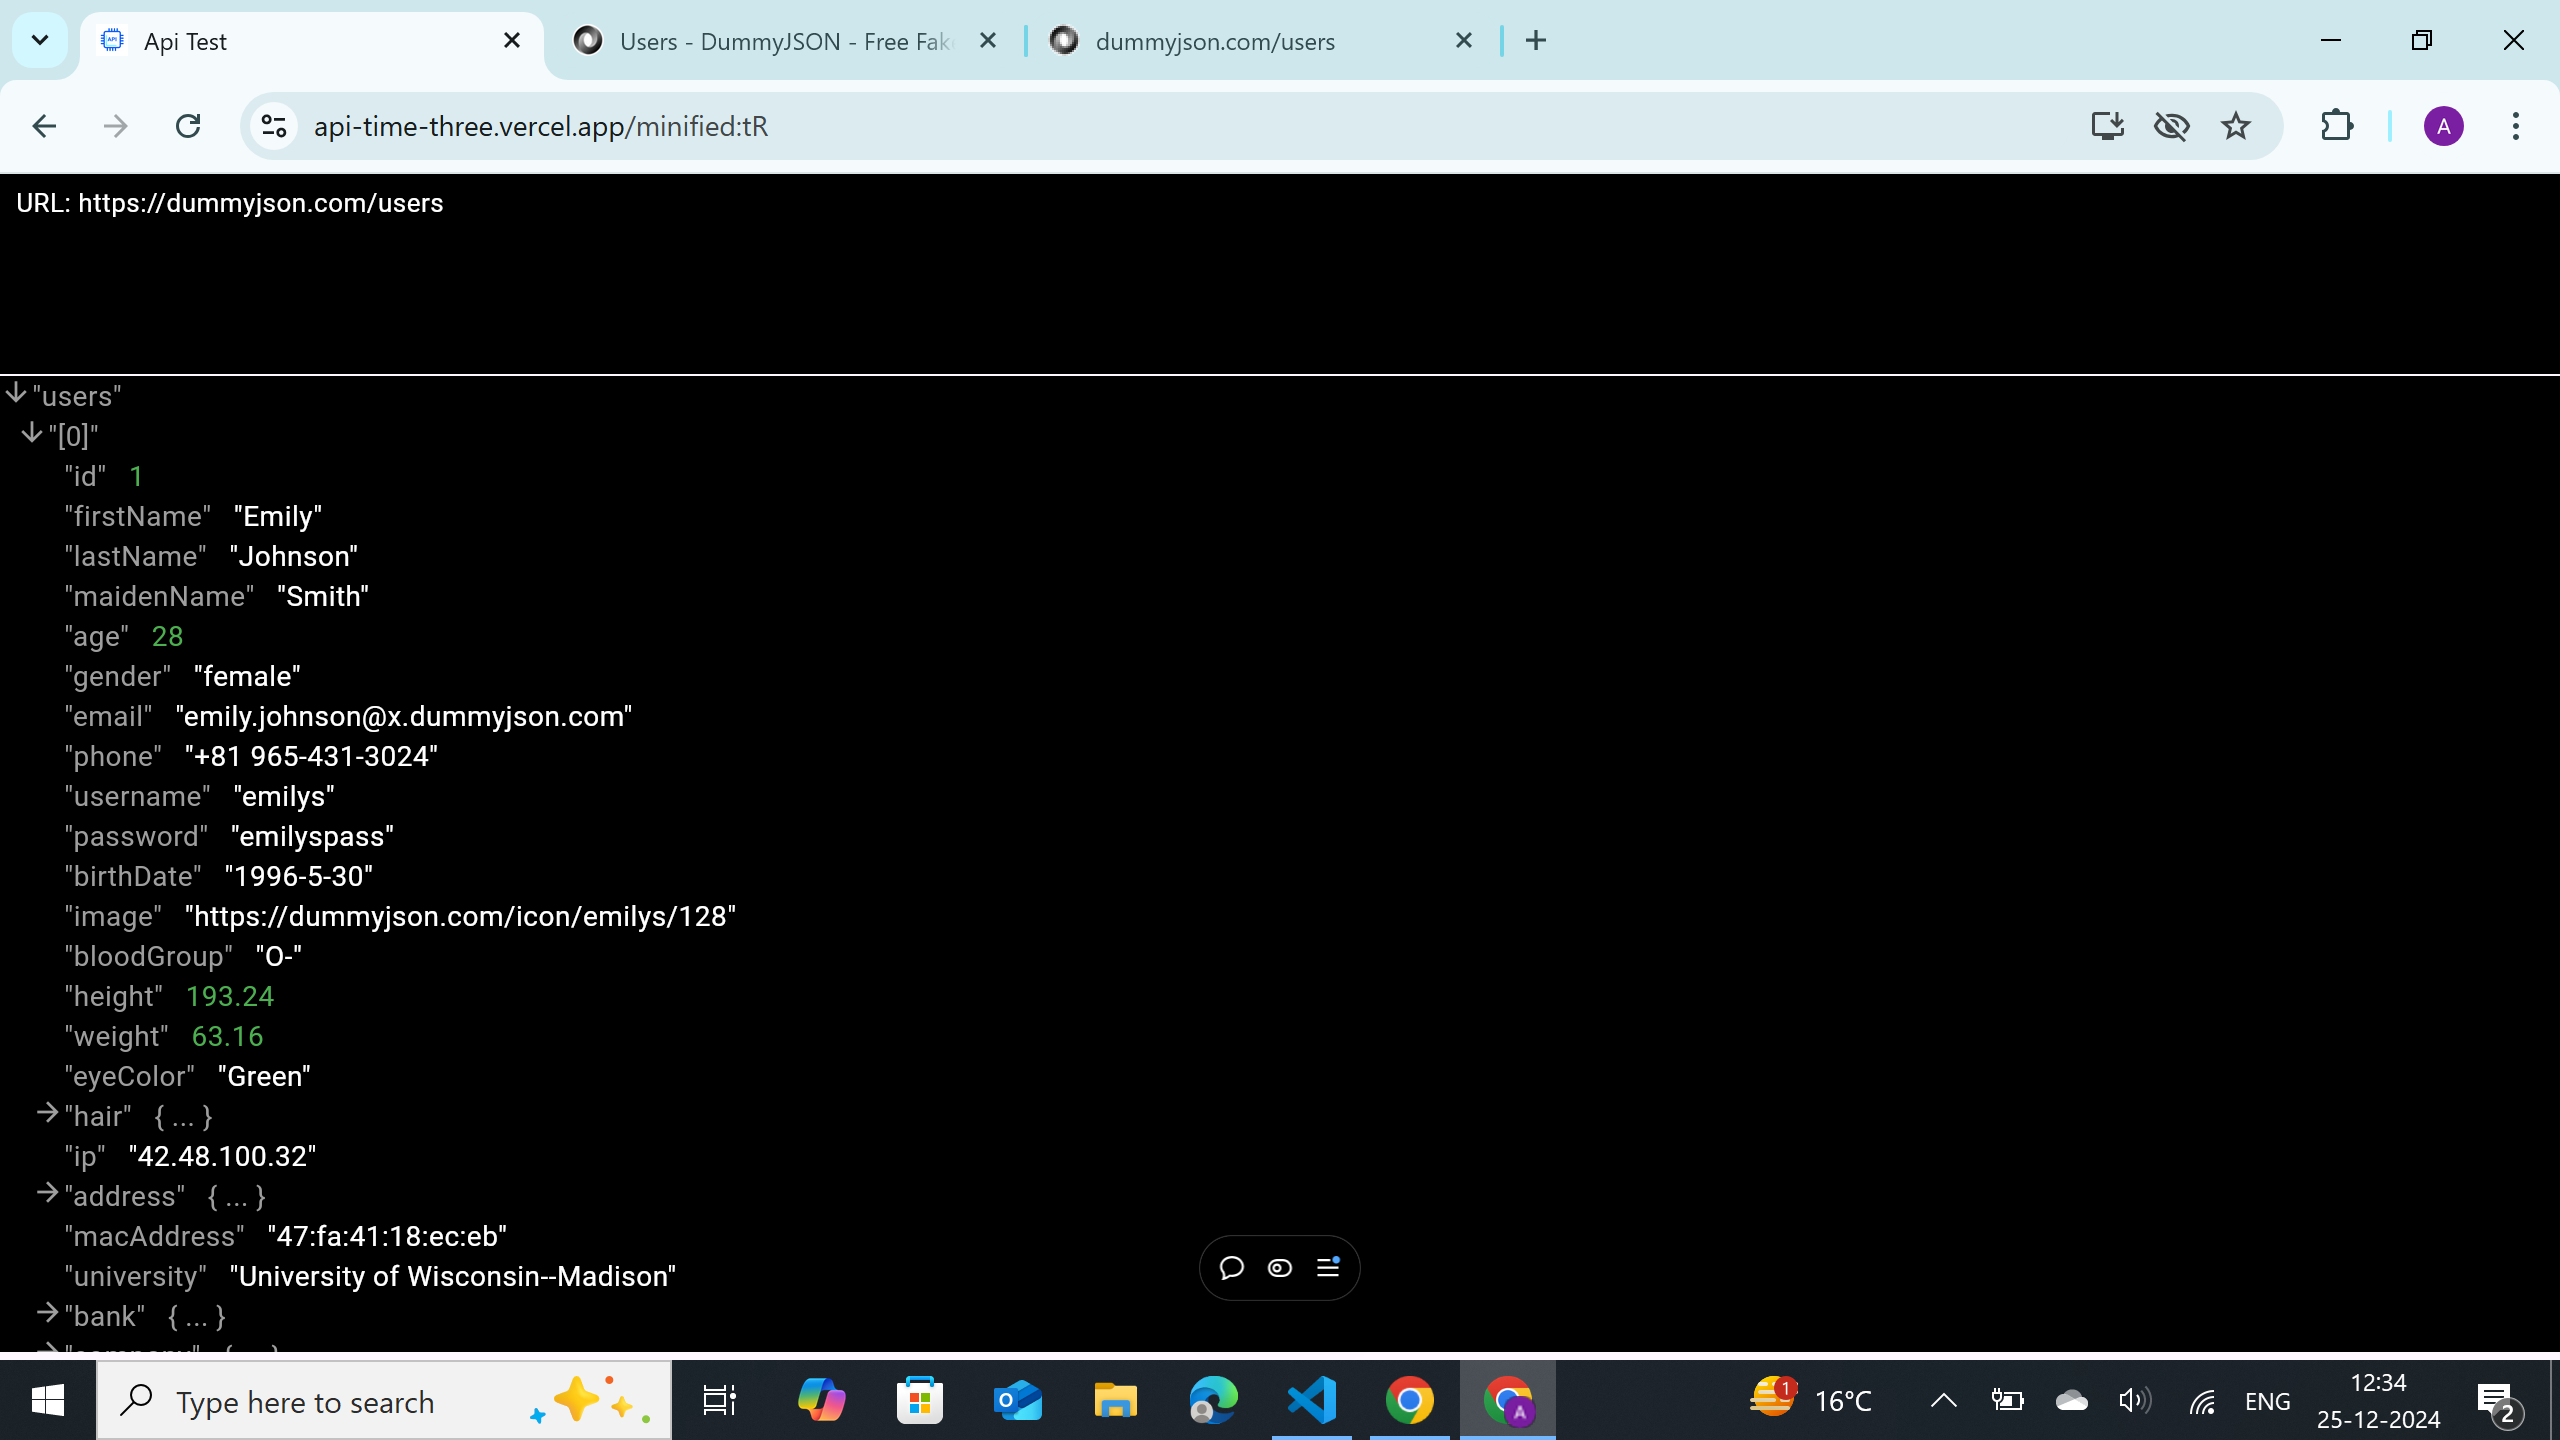 Api Test
Users - DummyJSON - Free Fak
dummyjson.com/users
api-time-three.vercel.app/minified:tR
A
URL: https://dummyjson.com/users
"users"
"[0]"
"id" 1
"firstName" "Emily"
"lastName" "Johnson"
"maidenName" "Smith"
"age" 28
"gender" "female"
"email" "emily.johnson@x.dummyjson.com"
"phone" "+81 965-431-3024"
"username" "emilys"
"password" "emilyspass"
"birthDate" "1996-5-30"
"image" "https://dummyjson.com/icon/emilys/128"
"bloodGroup" "O-"
"height" 193.24
"weight" 63.16
"eyeColor" "Green"
"hair" { ... }
"ip" "42.48.100.32"
"address" { ... }
"macAddress" "47:fa:41:18:ec:eb"
"university" "University of Wisconsin--Madison"
"bank" { ... }
Type here to search
1
16°C
ENG
12:34
25-12-2024
2